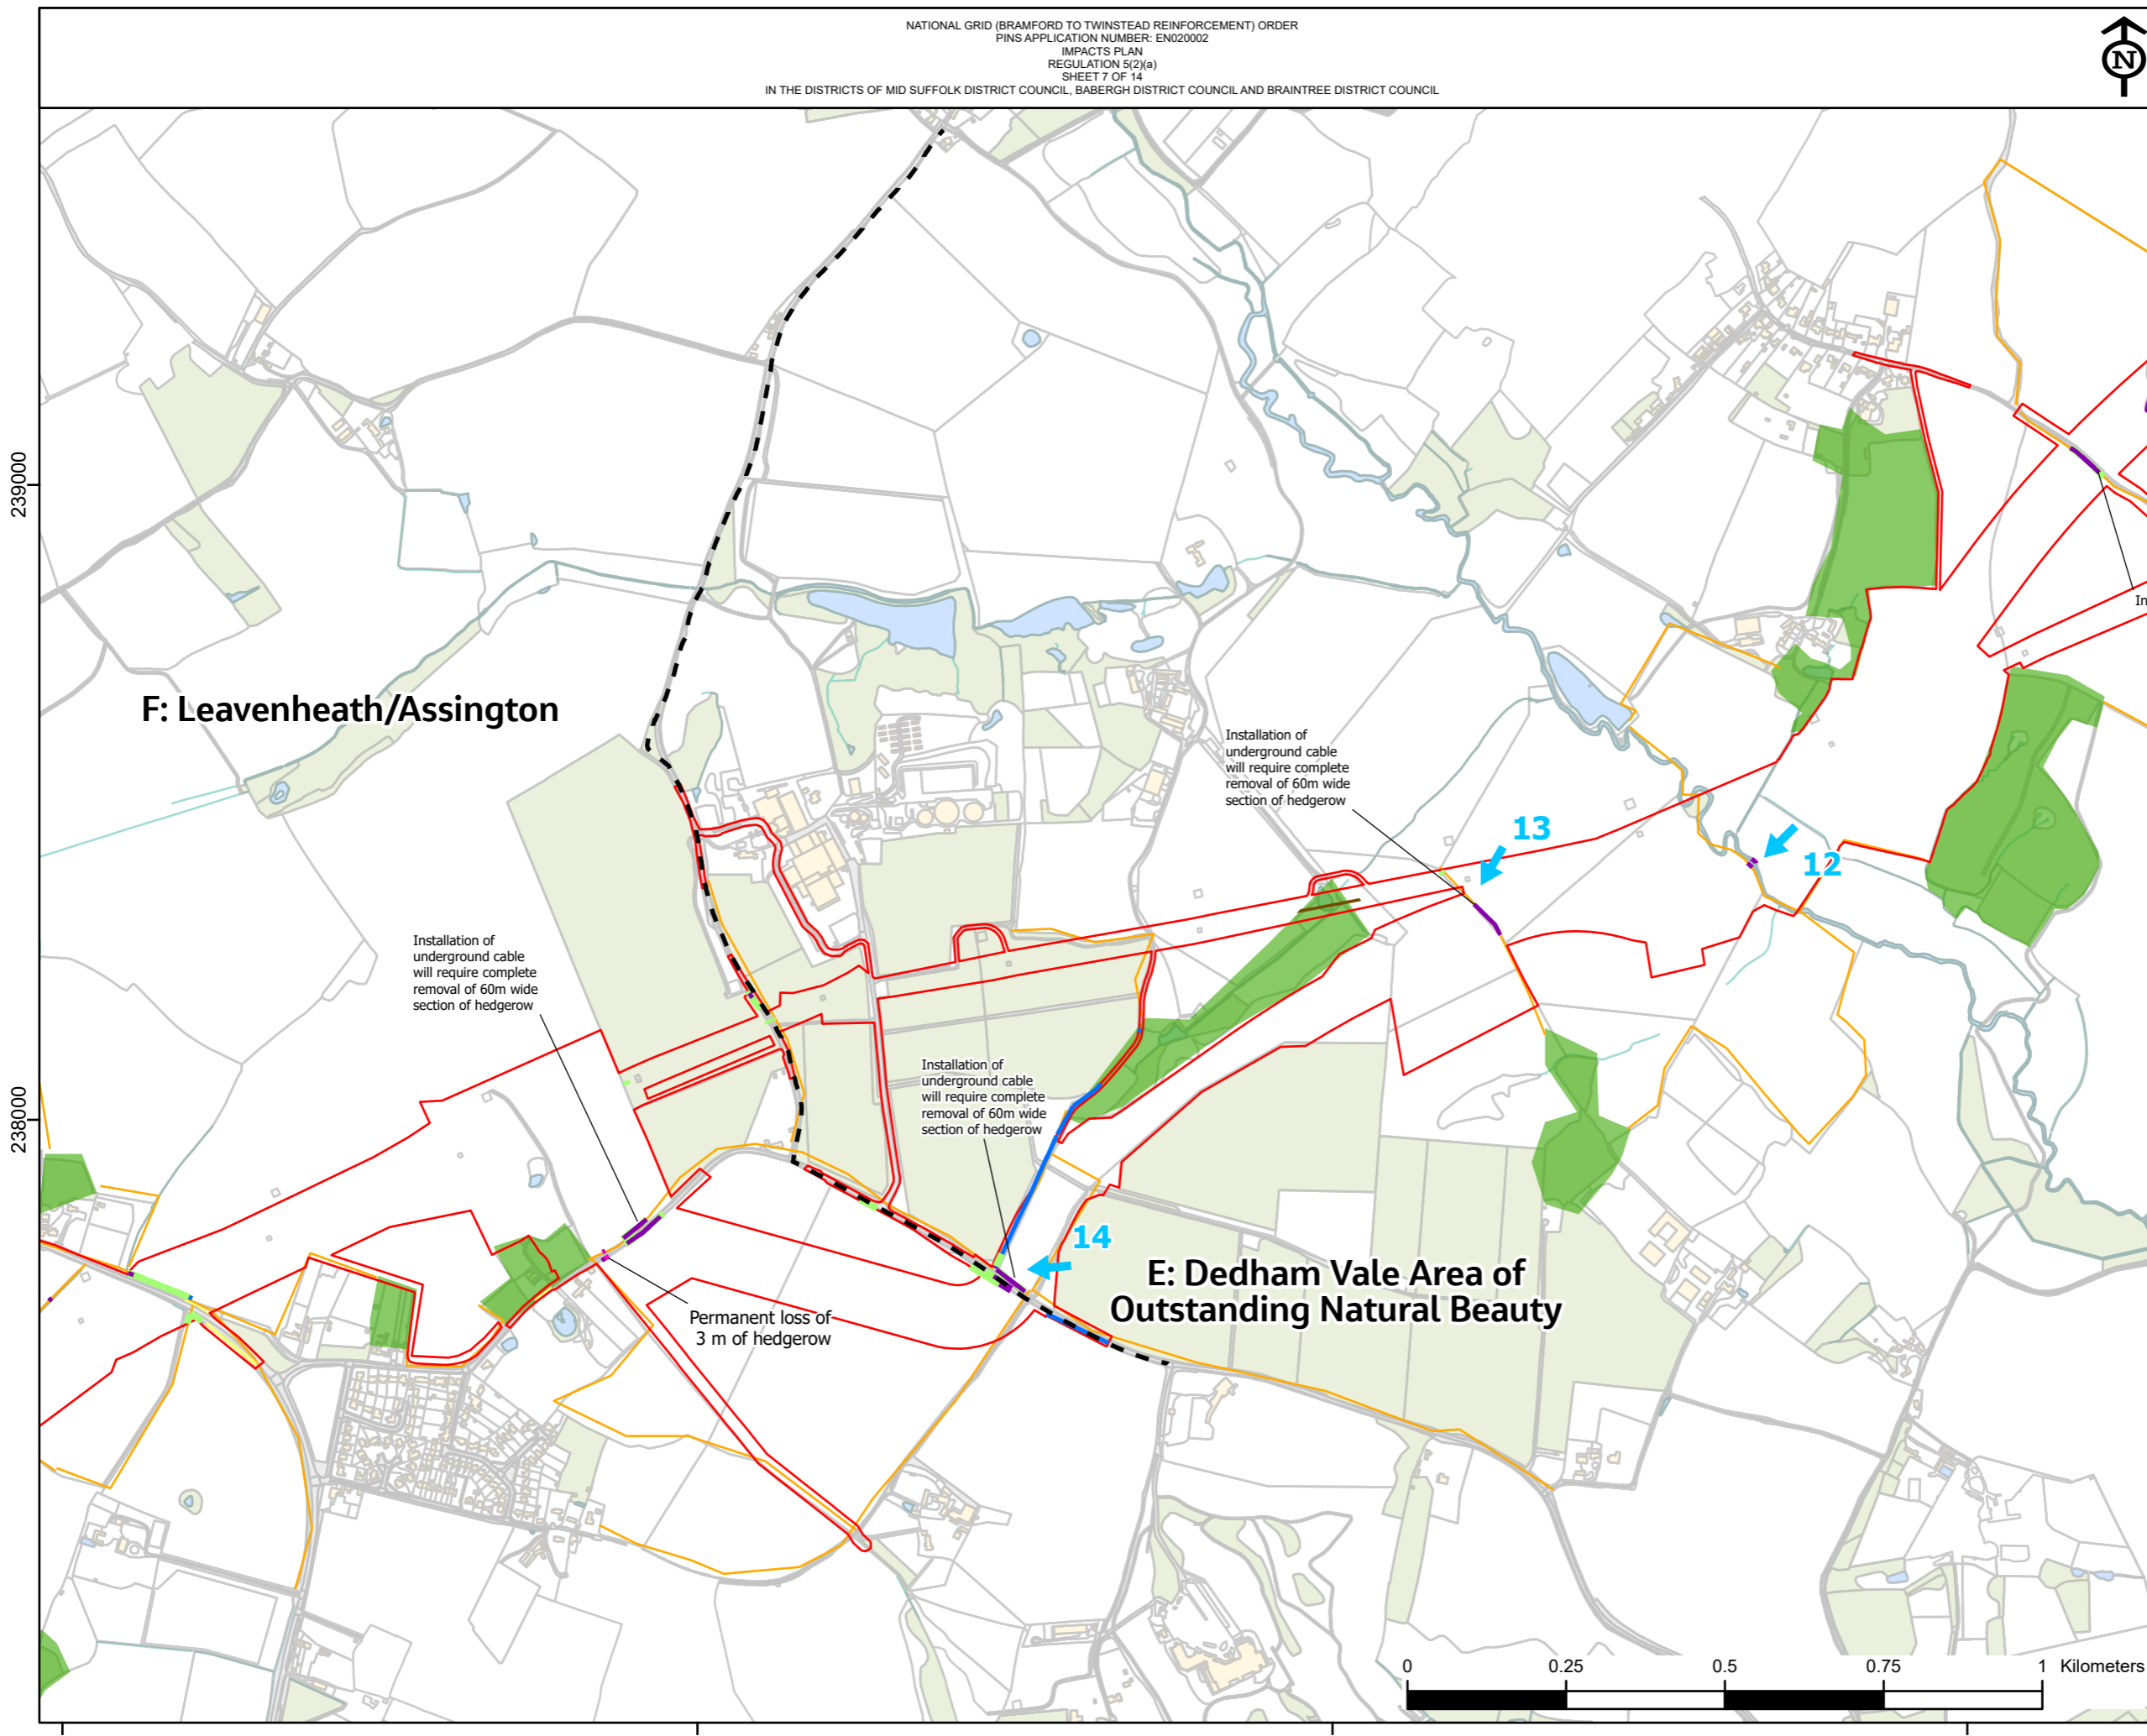 NATIONAL GRID (BRAMFORD TO TWINSTEAD REINFORCEMENT) ORDER
PINS APPLICATION NUMBER: EN020002
IMPACTS PLAN
REGULATION 5(2)(a)
SHEET 7 OF 14
IN THE DISTRICTS OF MID SUFFOLK DISTRICT COUNCIL, BABERGH DISTRICT COUNCIL AND BRAINTREE DISTRICT COUNCIL
N
239000
In
F: Leavenheath/Assington
Installation of
underground cable
will require complete
removal of 60m wide
section of hedgerow
13
12
Installation of
underground cable
will require complete
removal of 60m wide
section of hedgerow
Installation of
underground cable
will require complete
removal of 60m wide
section of hedgerow
238000
14
E: Dedham Vale Area of
Outstanding Natural Beauty
Permanent loss of
3 m of hedgerow
0 0.25 0.5 0.75 1 Kilometers